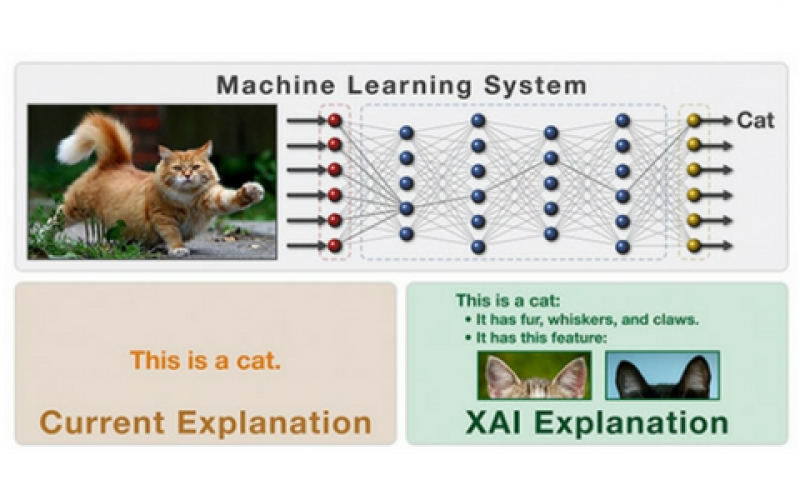 Machine Learning System
Cat
This is a cat.
Current Explanation
This is a cat:
• It has fur, whiskers, and claws.
• It has this feature:
XAI Explanation